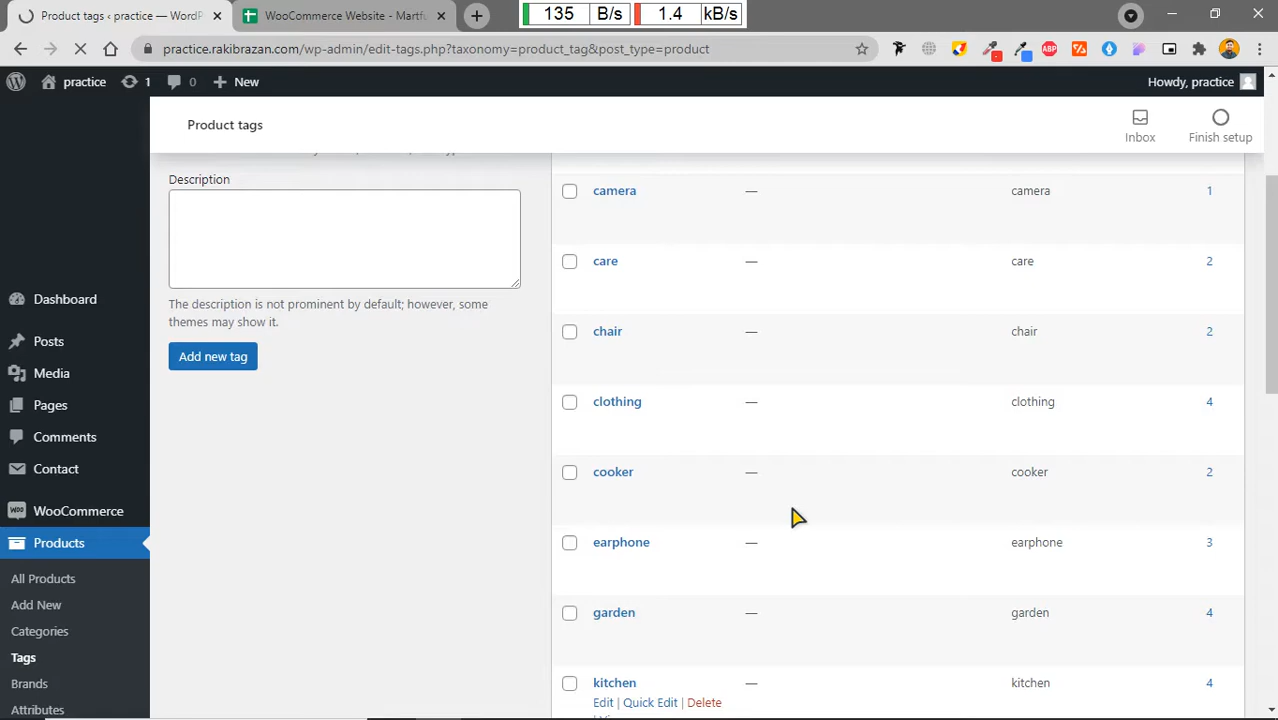 Product tags ‹ practice — WordP
WooCommerce Website - Martfu
135 B/s 1.4 kB/s
practice.rakibrazan.com/wp-admin/edit-tags.php?taxonomy=product_tag&post_type=product
practice 1 0 New
Howdy, practice
Product tags
Inbox
Finish setup
Dashboard
Posts
Media
Pages
Comments
Contact
WooCommerce
Products
All Products
Add New
Categories
Tags
Brands
Attributes
Description
The description is not prominent by default; however, some
themes may show it.
Add new tag
camera — camera 1
care — care 2
chair — chair 2
clothing — clothing 4
cooker — cooker 2
earphone — earphone 3
garden — garden 4
kitchen — kitchen 4
Edit | Quick Edit | Delete